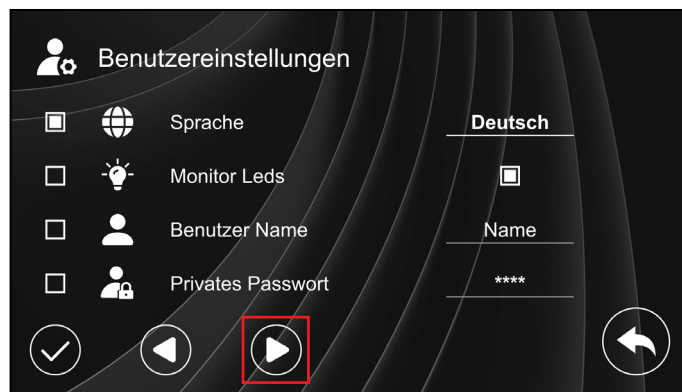 Benutzereinstellungen
Sprache Deutsch
Monitor Leds
Benutzer Name Name
Privates Passwort ****